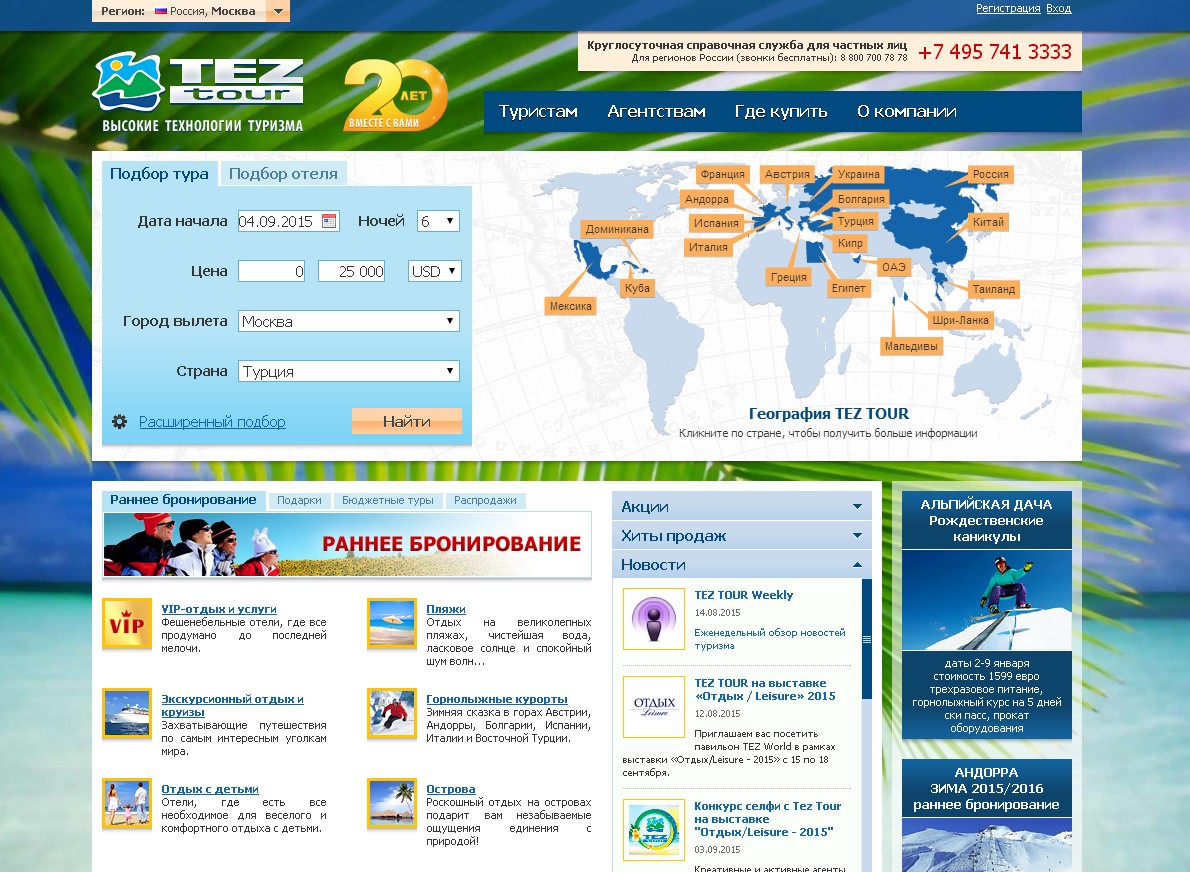 Регион: Россия, Москва
Регистрация Вход
Круглосуточная справочная служба для частных лиц
Для регионов России (звонки бесплатны): 8 800 700 78 78
+7 495 741 3333
TEZ
tour
ВЫСОКИЕ ТЕХНОЛОГИИ ТУРИЗМА
20 ЛЕТ
ВМЕСТЕ С ВАМИ
Туристам Агентствам Где купить О компании
Подбор тура Подбор отеля
Дата начала 04.09.2015 Ночей 6
Цена 0 25 000 USD
Город вылета Москва
Страна Турция
Расширенный подбор Найти
Франция Австрия Украина Россия
Андорра Болгария
Испания Турция Китай
Доминикана
Италия Кипр
ОАЭ
Греция Египет
Куба Таиланд
Мексика
Шри-Ланка
Мальдивы
География TEZ TOUR
Кликните по стране, чтобы получить больше информации
Раннее бронирование Подарки Бюджетные туры Распродажи
РАННЕЕ БРОНИРОВАНИЕ
VIP
VIP-отдых и услуги
Фешенебельные отели, где все
продумано до последней
мелочи.
Пляжи
Отдых на великолепных
пляжах, чистейшая вода,
ласковое солнце и спокойный
шум волн...
Экскурсионный отдых и
круизы
Захватывающие путешествия
по самым интересным уголкам
мира.
Горнолыжные курорты
Зимняя сказка в горах Австрии,
Андорры, Болгарии, Испании,
Италии и Восточной Турции.
Отдых с детьми
Отели, где есть все
необходимое для веселого и
комфортного отдыха с детьми.
Острова
Роскошный отдых на островах
подарит вам незабываемые
ощущения единения с
природой!
Акции
Хиты продаж
Новости
TEZ TOUR Weekly
14.08.2015
Еженедельный обзор новостей
туризма
ОТДЫХ
Leisure
TEZ TOUR на выставке
«Отдых / Leisure» 2015
12.08.2015
Приглашаем вас посетить
павильон TEZ World в рамках
выставки «Отдых/Leisure - 2015» с 15 по 18
сентября.
TEZ
Конкурс селфи с Tez Tour
на выставке
"Отдых/Leisure - 2015"
03.09.2015
Креативные и активные агенты
АЛЬПИЙСКАЯ ДАЧА
Рождественские
каникулы
даты 2-9 января
стоимость 1599 евро
трехразовое питание,
горнолыжный курс на 5 дней
ски пасс, прокат
оборудования
АНДОРРА
ЗИМА 2015/2016
раннее бронирование